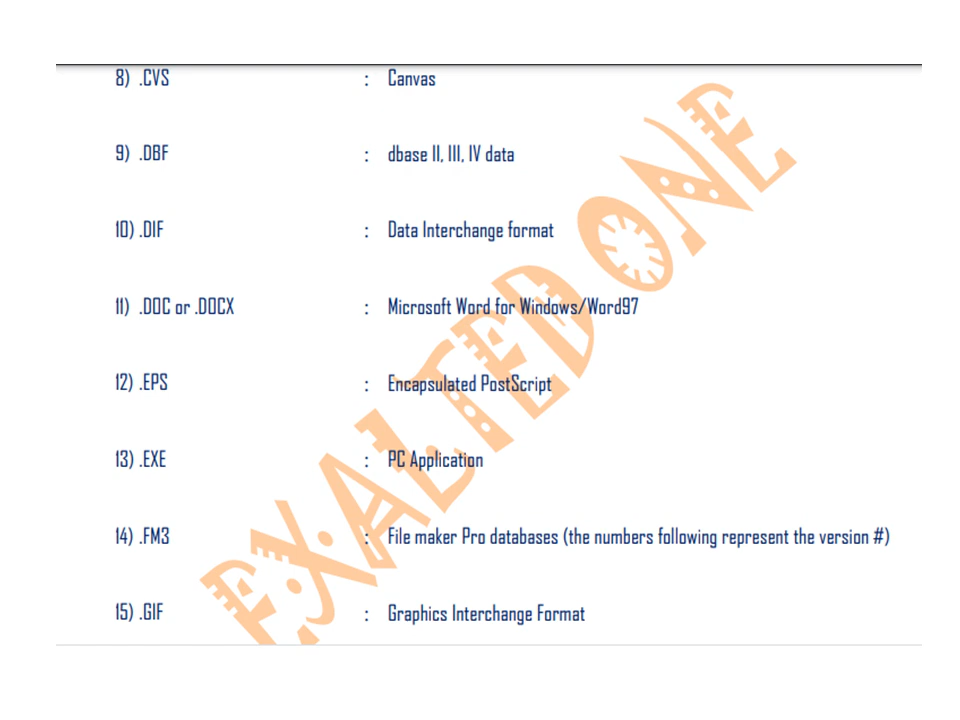 8) .CVS : Canvas
9) .DBF : dbase II, III, IV data
10) .DIF : Data Interchange format
11) .DOC or .DOCX : Microsoft Word for Windows/Word97
12) .EPS : Encapsulated PostScript
13) .EXE : PC Application
14) .FM3 : File maker Pro databases (the numbers following represent the version #)
15) .GIF : Graphics Interchange Format
EXALTED ONE